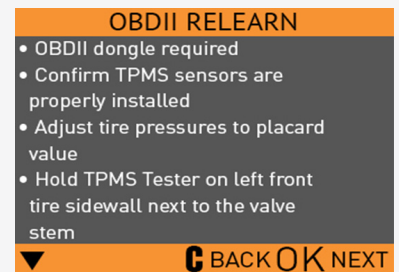 OBDII RELEARN
• OBDII dongle required
• Confirm TPMS sensors are
properly installed
• Adjust tire pressures to placard
value
• Hold TPMS Tester on left front
tire sidewall next to the valve
stem
▼ C BACK OK NEXT